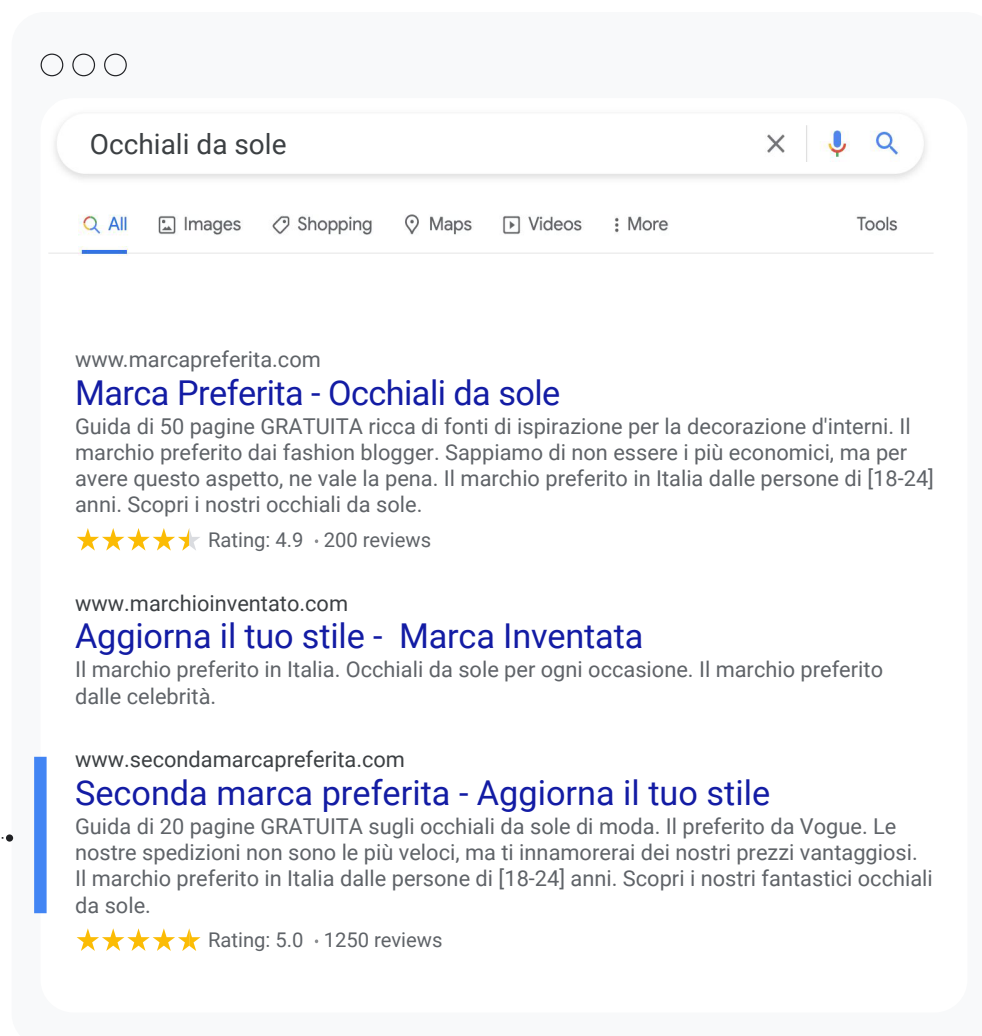 Occhiali da sole
All Images Shopping Maps Videos More Tools
www.marcapreferita.com
Marca Preferita - Occhiali da sole
Guida di 50 pagine GRATUITA ricca di fonti di ispirazione per la decorazione d'interni. Il
marchio preferito dai fashion blogger. Sappiamo di non essere i più economici, ma per
avere questo aspetto, ne vale la pena. Il marchio preferito in Italia dalle persone di [18-24]
anni. Scopri i nostri occhiali da sole.
Rating: 4.9 · 200 reviews
www.marchioinventato.com
Aggiorna il tuo stile - Marca Inventata
Il marchio preferito in Italia. Occhiali da sole per ogni occasione. Il marchio preferito
dalle celebrità.
www.secondamarcapreferita.com
Seconda marca preferita - Aggiorna il tuo stile
Guida di 20 pagine GRATUITA sugli occhiali da sole di moda. Il preferito da Vogue. Le
nostre spedizioni non sono le più veloci, ma ti innamorerai dei nostri prezzi vantaggiosi.
Il marchio preferito in Italia dalle persone di [18-24] anni. Scopri i nostri fantastici occhiali
da sole.
Rating: 5.0 · 1250 reviews